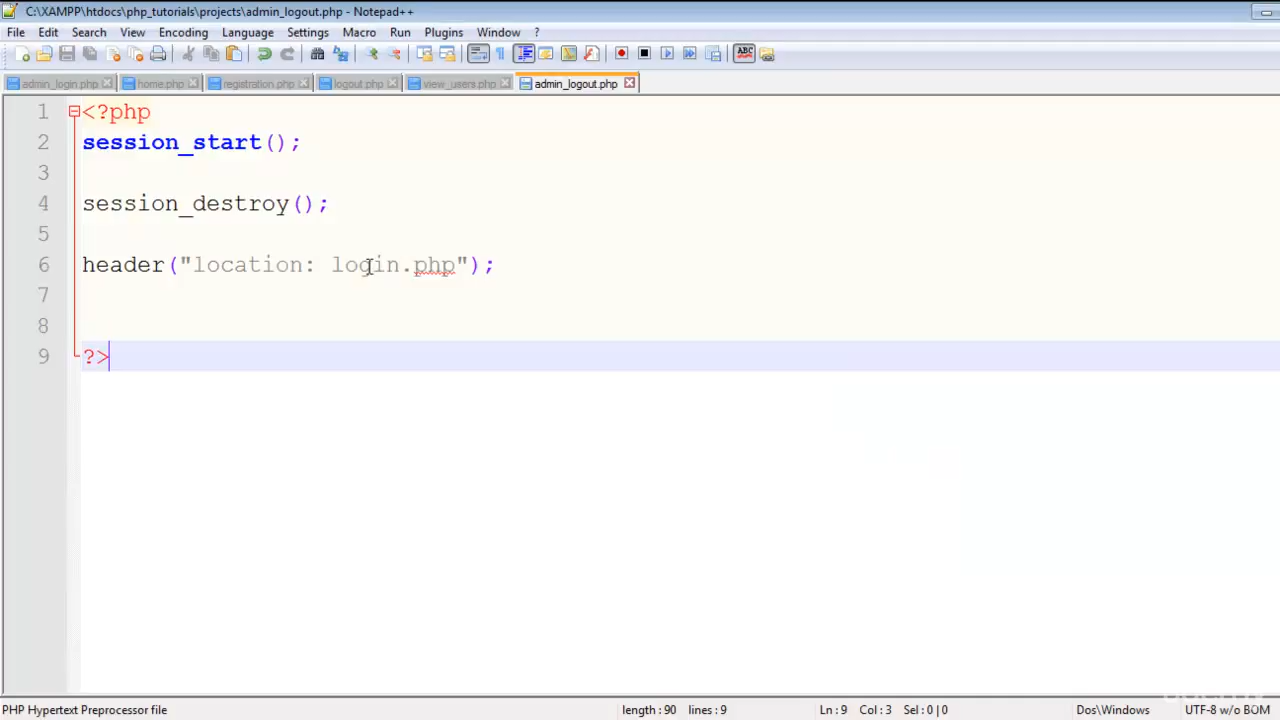 C:\XAMPP\htdocs\php_tutorials\projects\admin_logout.php - Notepad++
File Edit Search View Encoding Language Settings Macro Run Plugins Window ?
ABC
admin_login.php home.php registration.php logout.php view_users.php admin_logout.php
1 <?php
2 session_start();
3
4 session_destroy();
5
6 header("location: login.php");
7
8
9 ?>
PHP Hypertext Preprocessor file length : 90 lines : 9 Ln : 9 Col : 3 Sel : 0 | 0 Dos\Windows UTF-8 w/o BOM